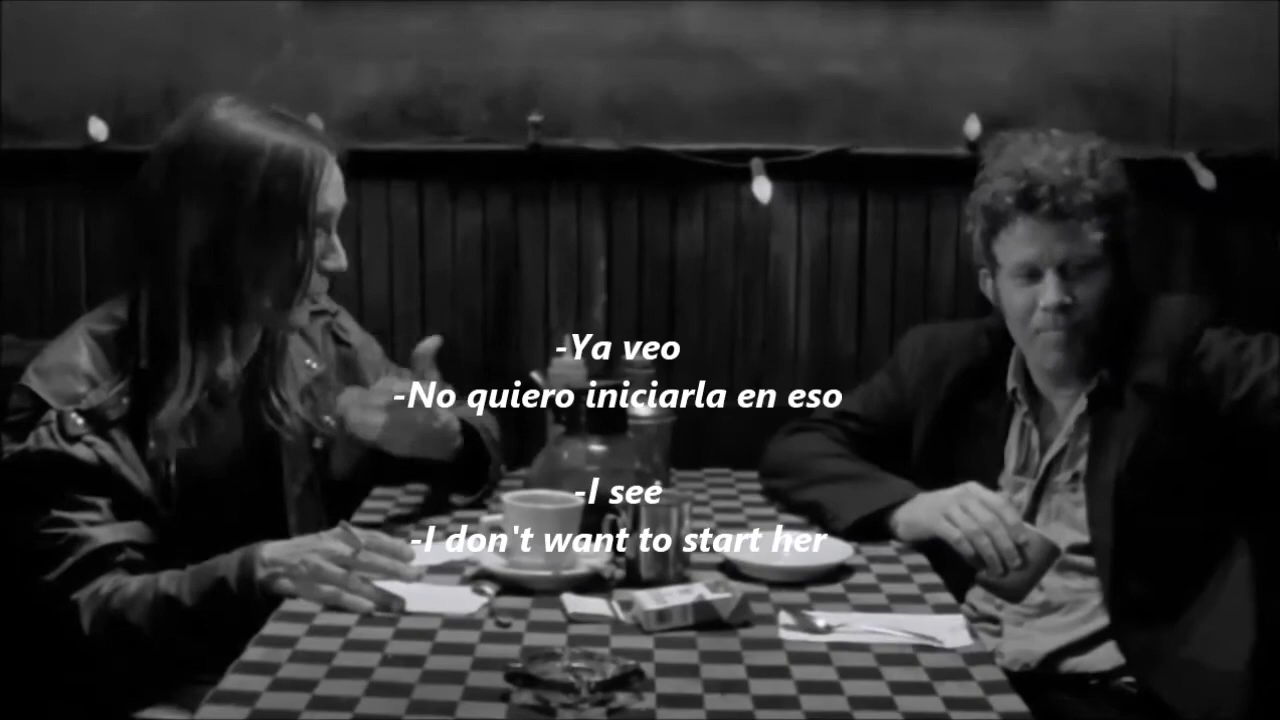 -Ya veo
-No quiero iniciarla en eso
-I see
-I don't want to start her